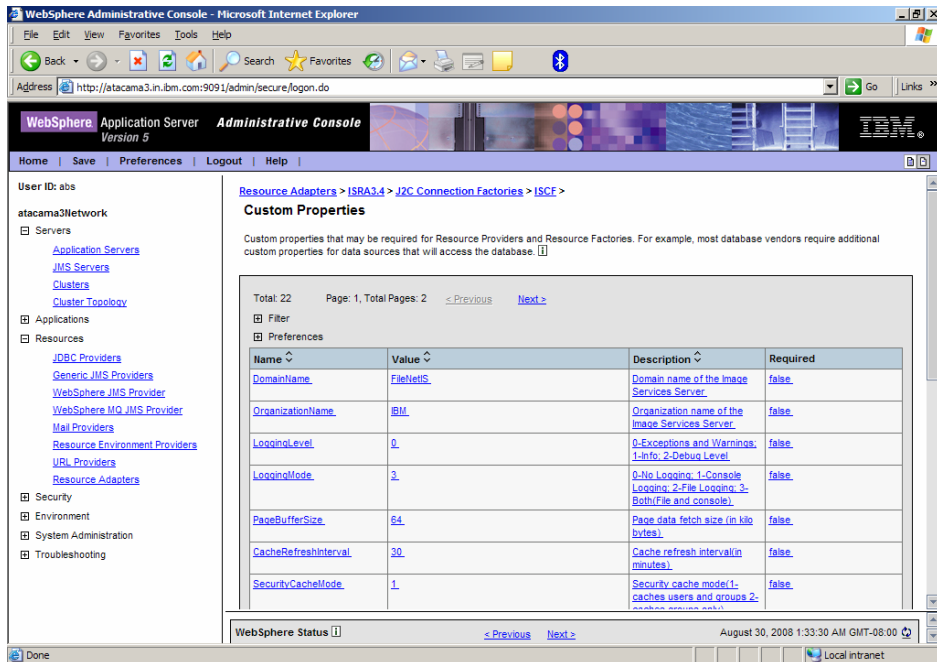 WebSphere Administrative Console - Microsoft Internet Explorer
File Edit View Favorites Tools Help
Back Search Favorites
Address http://atacama3.in.ibm.com:9091/admin/secure/logon.do Go Links »
WebSphere Application Server Administrative Console
Version 5
IBM®
Home | Save | Preferences | Logout | Help |
User ID: abs
atacama3Network
Servers
Application Servers
JMS Servers
Clusters
Cluster Topology
Applications
Resources
JDBC Providers
Generic JMS Providers
WebSphere JMS Provider
WebSphere MQ JMS Provider
Mail Providers
Resource Environment Providers
URL Providers
Resource Adapters
Security
Environment
System Administration
Troubleshooting
Resource Adapters > ISRA3.4 > J2C Connection Factories > ISCF >
Custom Properties
Custom properties that may be required for Resource Providers and Resource Factories. For example, most database vendors require additional
custom properties for data sources that will access the database. i
Total: 22 Page: 1, Total Pages: 2 < Previous Next >
Filter
Preferences
Name Value Description Required
DomainName FileNetIS Domain name of the Image false
Services Server
OrganizationName IBM Organization name of the false
Image Services Server
LoggingLevel 0 0-Exceptions and Warnings; false
1-Info; 2-Debug Level
LoggingMode 3 0-No Logging; 1-Console false
Logging; 2-File Logging; 3-
Both(File and console)
PageBufferSize 64 Page data fetch size (in kilo false
bytes)
CacheRefreshInterval 30 Cache refresh interval(in false
minutes)
SecurityCacheMode 1 Security cache mode(1- false
caches users and groups 2-
caches groups only)
WebSphere Status i < Previous Next > August 30, 2008 1:33:30 AM GMT-08:00
Done Local intranet